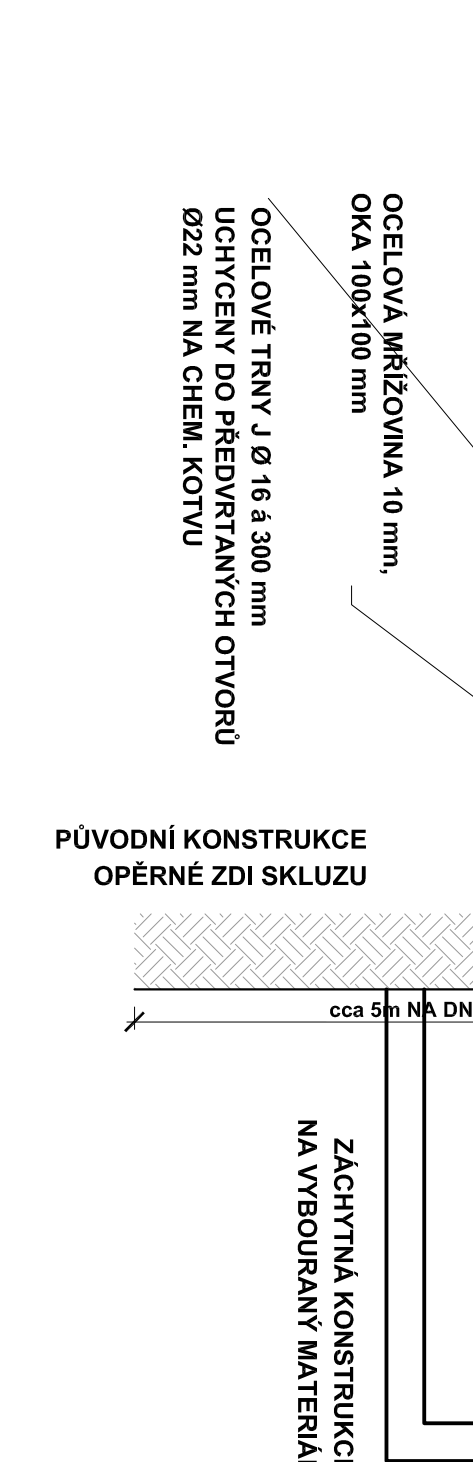 OCELOVÁ MŘÍŽOVINA 10 mm,
OKA 100x100 mm
OCELOVÉ TRNY J Ø 16 á 300 mm
UCHYCENY DO PŘEDVRTANÝCH OTVORŮ
Ø22 mm NA CHEM. KOTVU
PŮVODNÍ KONSTRUKCE
OPĚRNÉ ZDI SKLUZU
cca 5m NA DN
ZÁCHYTNÁ KONSTRUKC
NA VYBOURANÝ MATERIÁ